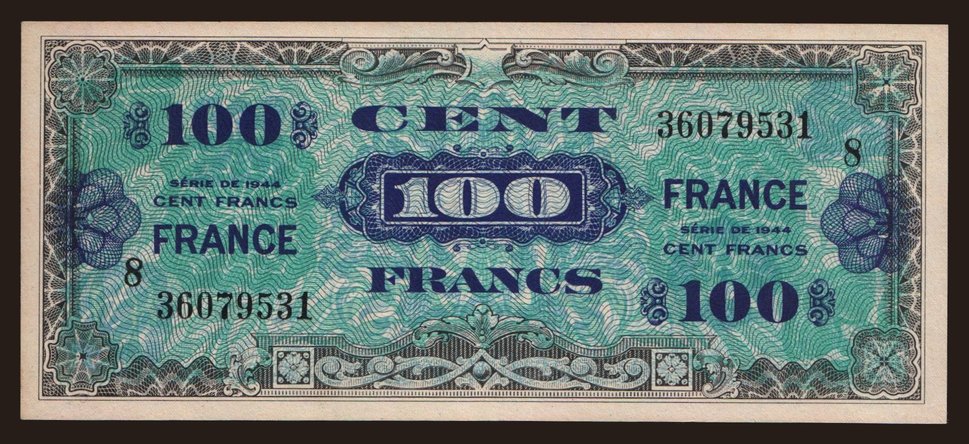 100
CENT
36079531
8
SÉRIE DE 1944
CENT FRANCS
FRANCE
100
FRANCE
SÉRIE DE 1944
CENT FRANCS
8
36079531
FRANCS
100